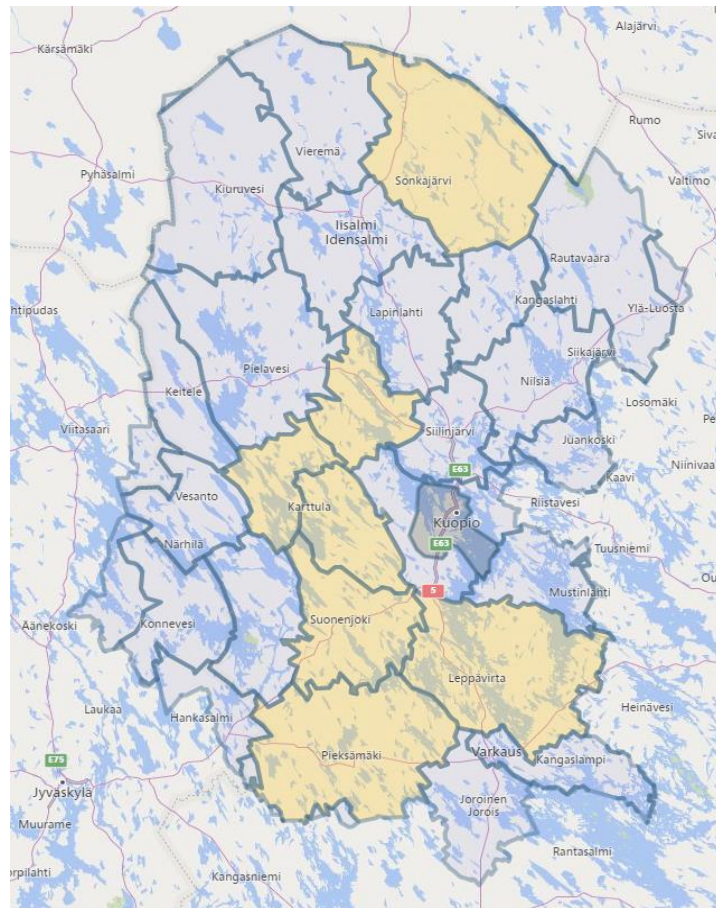 Alajärvi
Kärsämäki
Rumo
Siva
Vieremä
Pyhäsalmi
Kiuruvesi
Sonkajärvi
Valtimo
Iisalmi
Idensalmi
Rautavaara
Kangaslahti
htipudas
Lapinlahti
Ylä-Luosta
Siikajärvi
Pielavesi
Nilsiä
Keitele
Losomäki
Viitasaari
Siilinjärvi
Pe
Juankoski
Niinivaa
E63
Kaavi
Vesanto
Karttula
Riistavesi
Kuopio
Närhilä
E63
Tuusniemi
Ou
5
Mustinlahti
Äänekoski
Konnevesi
Suonenjoki
Leppävirta
Laukaa
Hankasalmi
Heinävesi
E75
Pieksämäki
Varkaus
Kangaslampi
Jyväskylä
Joroinen
Jorois
Muurame
Rantasalmi
orpilahti
Kangasniemi